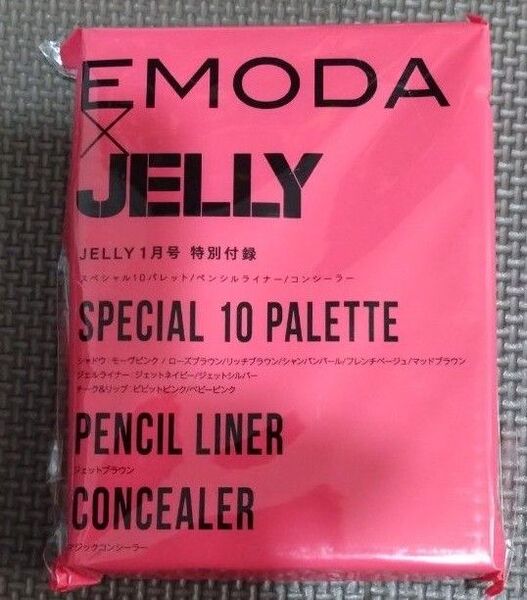 EMODA
×
JELLY
JELLY1月号 特別付録
スペシャル10パレット/ペンシルライナー/コンシーラー
SPECIAL 10 PALETTE
シャドウ:モーヴピンク / ローズブラウン/リッチブラウン/シャンパンパール/フレンチベージュ/マッドブラウン
ジェルライナー:ジェットネイビー/ジェットシルバー
チーク&リップ:ビビットピンク/ベビーピンク
PENCIL LINER
ジェットブラウン
CONCEALER
マジックコンシーラー